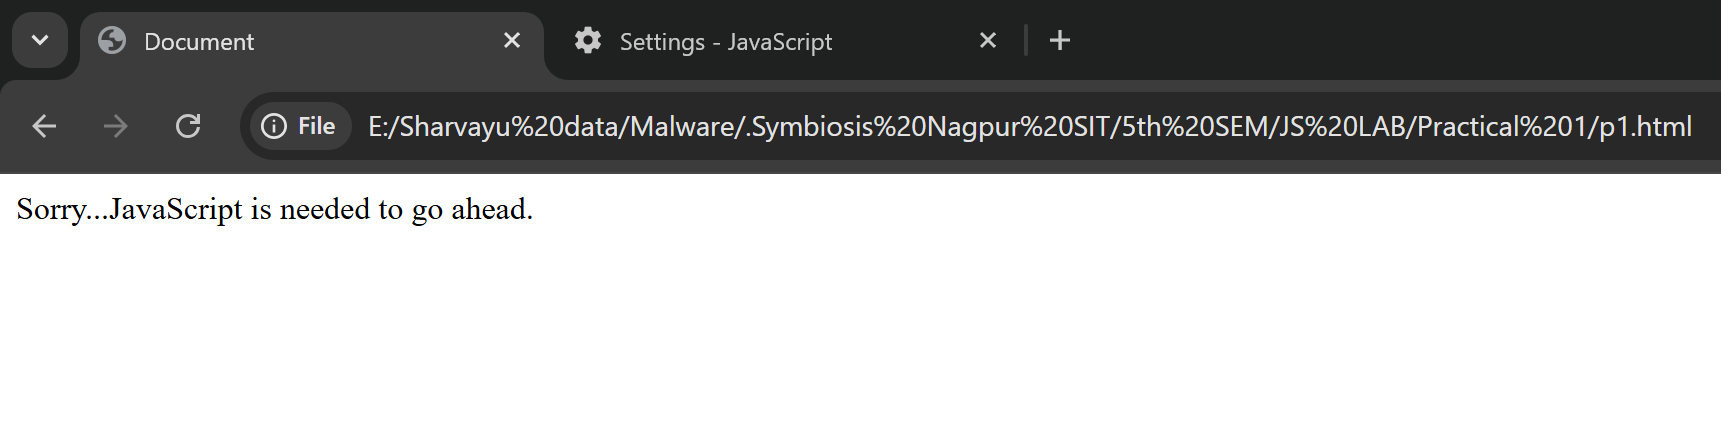 Document
Settings - JavaScript
File E:/Sharvayu%20data/Malware/.Symbiosis%20Nagpur%20SIT/5th%20SEM/JS%20LAB/Practical%201/p1.html
Sorry...JavaScript is needed to go ahead.